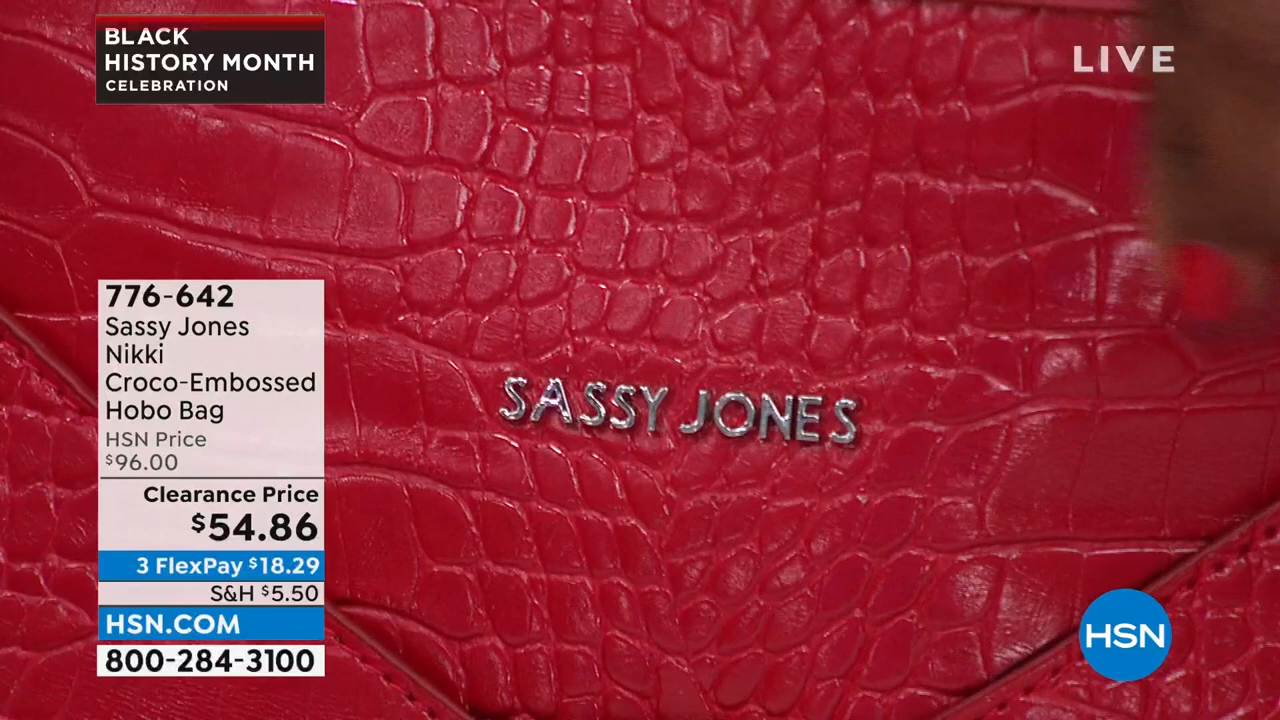 BLACK
HISTORY MONTH
CELEBRATION
LIVE
776-642
Sassy Jones
Nikki
Croco-Embossed
Hobo Bag
HSN Price
$96.00
Clearance Price
$54.86
3 FlexPay $18.29
S&H $5.50
HSN.COM
800-284-3100
SASSY JONES
HSN